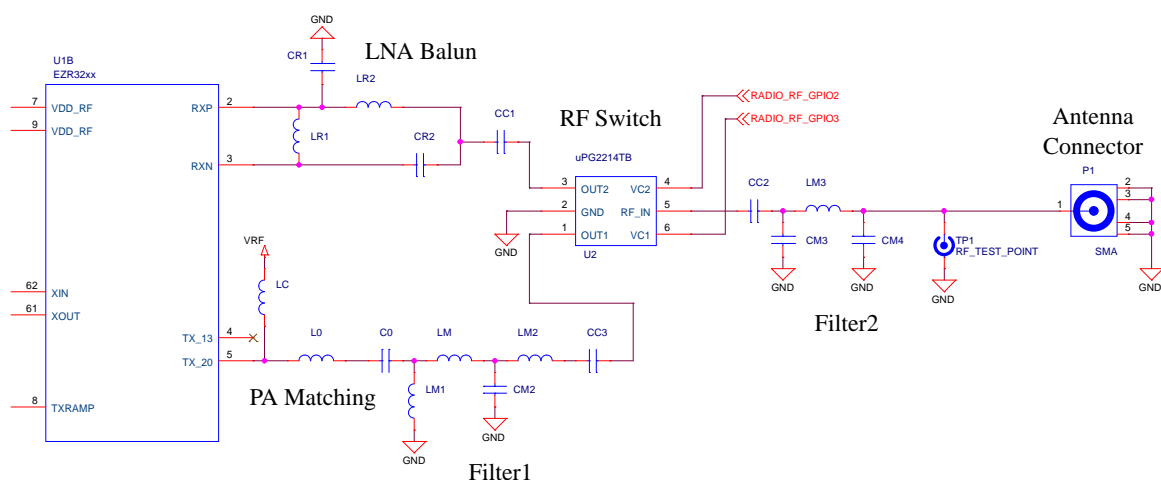 GND
LNA Balun
U1B
EZR32xx
CR1
LR2
7
VDD_RF
9
VDD_RF
RXP
2
LR1
CR2
RXN
3
CC1
RF Switch
RADIO_RF_GPIO2
RADIO_RF_GPIO3
Antenna
Connector
uPG2214TB
3
OUT2
VC2
4
2
GND
RF_IN
5
1
OUT1
VC1
6
U2
GND
CC2
LM3
CM3
GND
CM4
GND
TP1
RF_TEST_POINT
GND
P1
1
2
3
4
5
SMA
GND
VRF
LC
62
XIN
61
XOUT
TX_13
4
TX_20
5
L0
C0
LM
LM2
CC3
Filter2
8
TXRAMP
PA Matching
LM1
CM2
GND
GND
Filter1